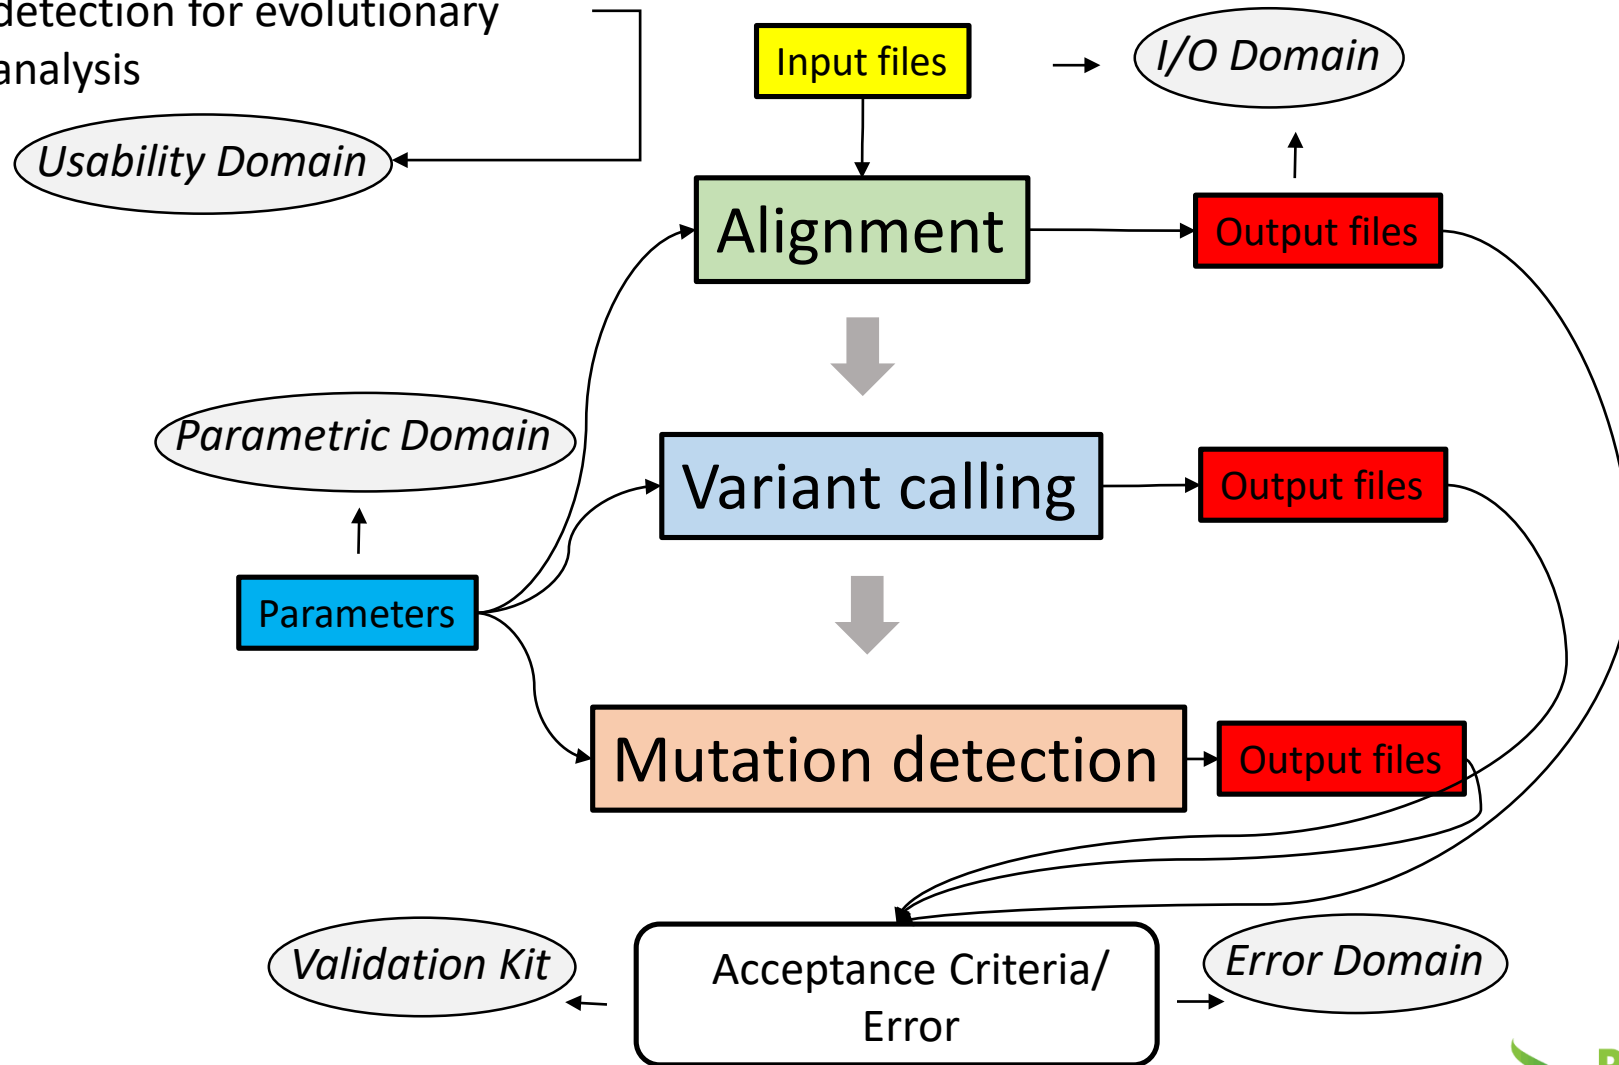 detection for evolutionary
analysis
Input files
I/O Domain
Usability Domain
Alignment
Output files
Parametric Domain
Variant calling
Output files
Parameters
Mutation detection
Output files
Validation Kit
Acceptance Criteria/
Error
Error Domain